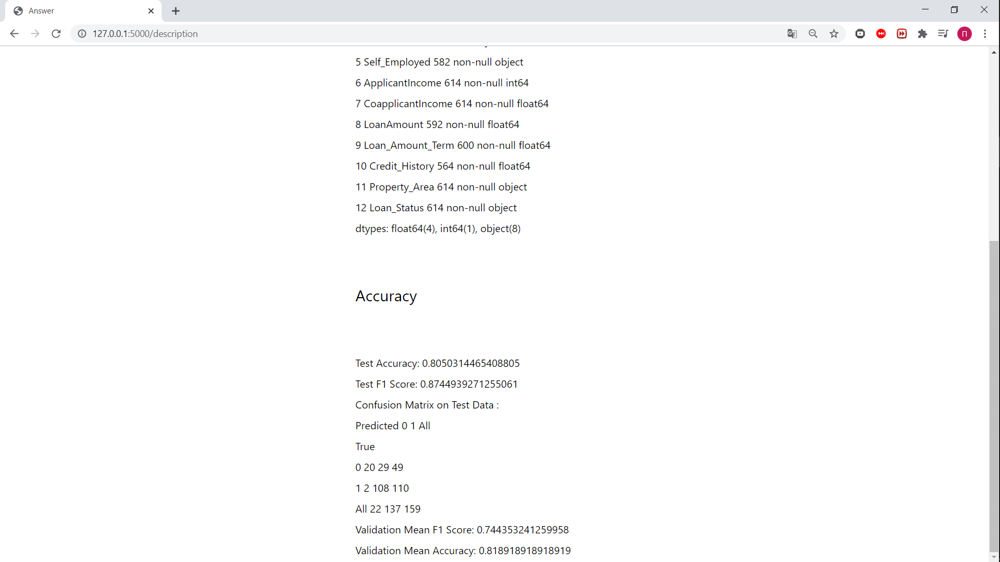 Answer
127.0.0.1:5000/description
П
5 Self_Employed 582 non-null object
6 ApplicantIncome 614 non-null int64
7 CoapplicantIncome 614 non-null float64
8 LoanAmount 592 non-null float64
9 Loan_Amount_Term 600 non-null float64
10 Credit_History 564 non-null float64
11 Property_Area 614 non-null object
12 Loan_Status 614 non-null object
dtypes: float64(4), int64(1), object(8)
Accuracy
Test Accuracy: 0.8050314465408805
Test F1 Score: 0.8744939271255061
Confusion Matrix on Test Data :
Predicted 0 1 All
True
0 20 29 49
1 2 108 110
All 22 137 159
Validation Mean F1 Score: 0.744353241259958
Validation Mean Accuracy: 0.818918918918919